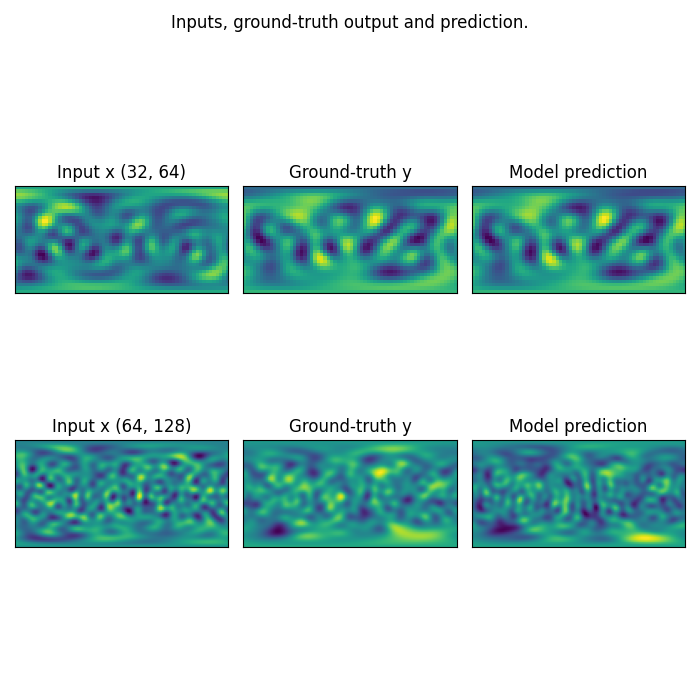 Inputs, ground-truth output and prediction.
Input x (32, 64)
Ground-truth y
Model prediction
Input x (64, 128)
Ground-truth y
Model prediction